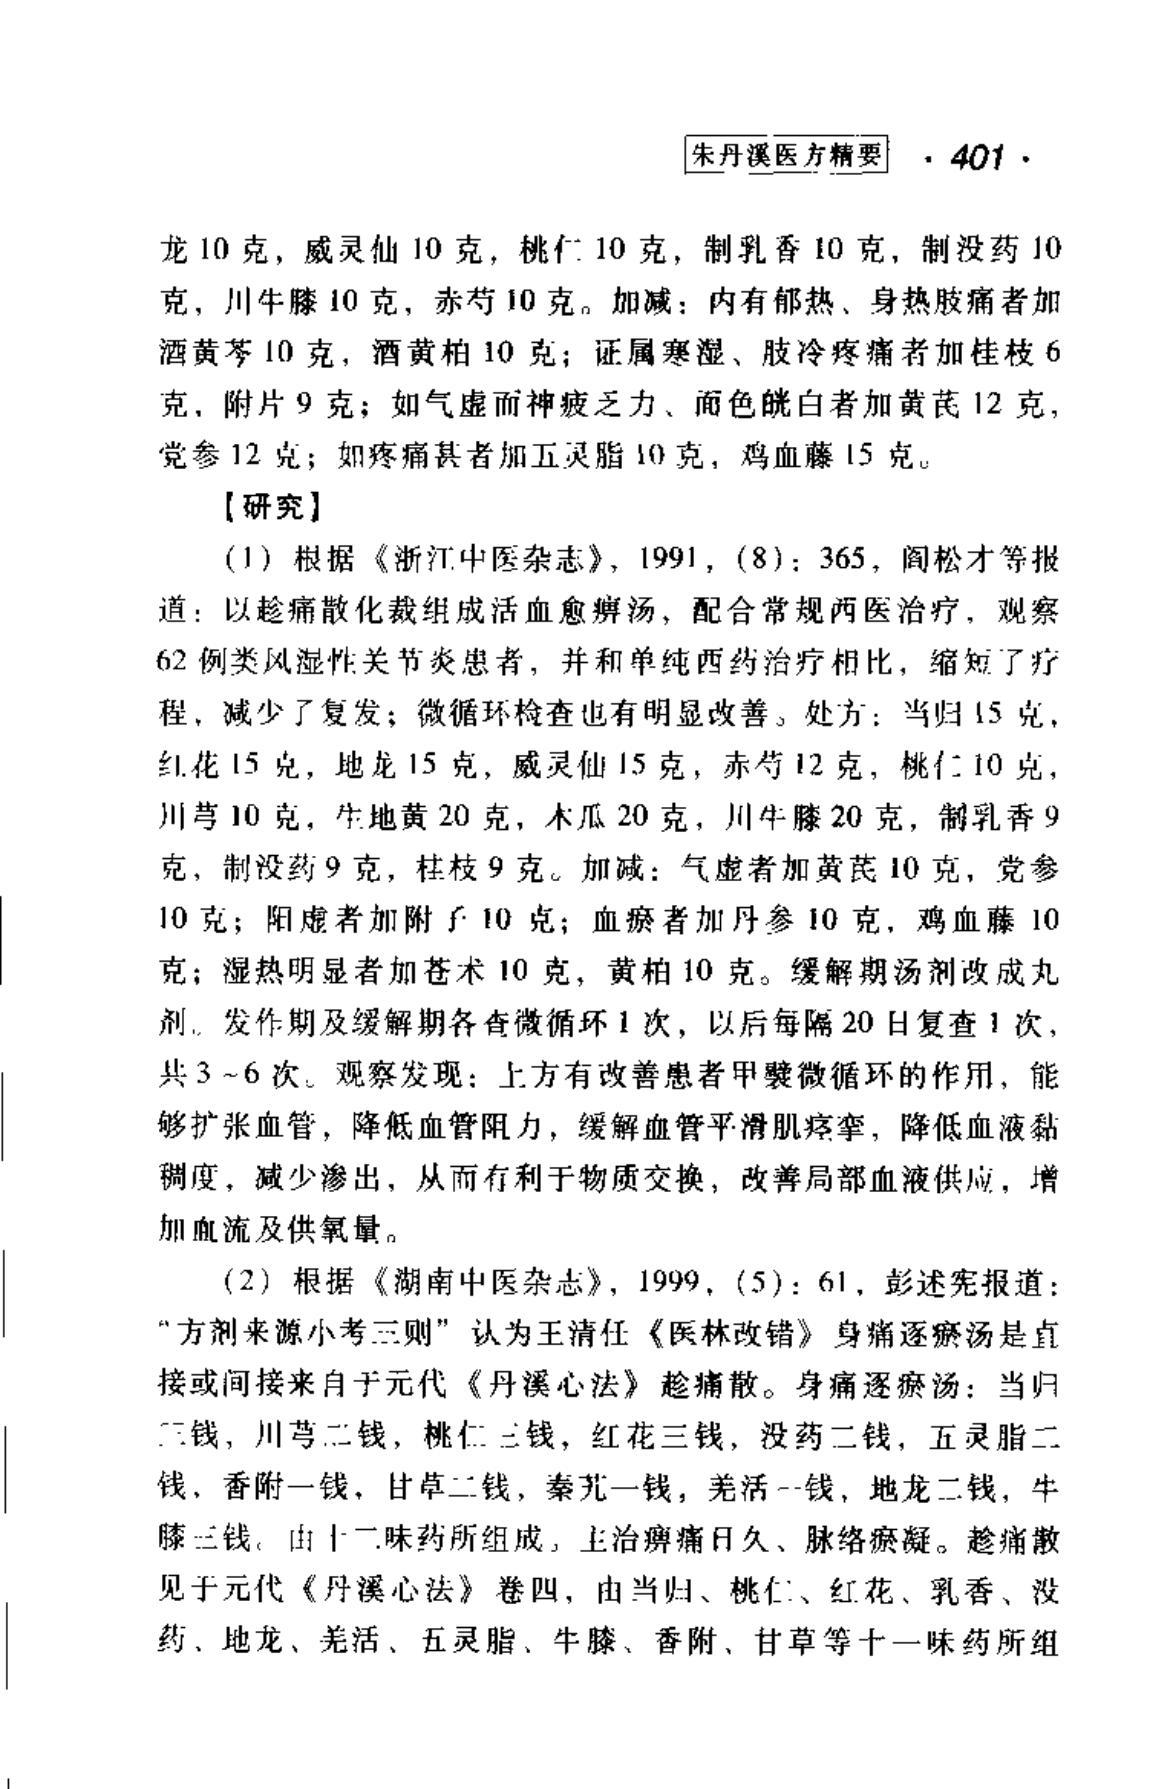 朱丹溪医方精要 · 401 ·
龙 10 克，威灵仙 10 克，桃仁 10 克，制乳香 10 克，制没药 10
克，川牛膝 10 克，赤芍 10 克。加减：内有郁热、身热肢痛者加
酒黄芩 10 克，酒黄柏 10 克；证属寒湿、肢冷疼痛者加桂枝 6
克，附片 9 克；如气虚而神疲乏力、面色㿠白者加黄芪 12 克，
党参 12 克；如疼痛甚者加五灵脂 10 克，鸡血藤 15 克。
【研究】
（1）根据《浙江中医杂志》，1991，（8）：365，阎松才等报
道：以趁痛散化裁组成活血愈痹汤，配合常规西医治疗，观察
62 例类风湿性关节炎患者，并和单纯西药治疗相比，缩短了疗
程，减少了复发；微循环检查也有明显改善。处方：当归 15 克，
红花 15 克，地龙 15 克，威灵仙 15 克，赤芍 12 克，桃仁 10 克，
川芎 10 克，生地黄 20 克，木瓜 20 克，川牛膝 20 克，制乳香 9
克，制没药 9 克，桂枝 9 克。加减：气虚者加黄芪 10 克，党参
10 克；阳虚者加附子 10 克；血瘀者加丹参 10 克，鸡血藤 10
克；湿热明显者加苍术 10 克，黄柏 10 克。缓解期汤剂改成丸
剂。发作期及缓解期各查微循环 1 次，以后每隔 20 日复查 1 次，
共 3 ~ 6 次。观察发现：上方有改善患者甲襞微循环的作用，能
够扩张血管，降低血管阻力，缓解血管平滑肌痉挛，降低血液黏
稠度，减少渗出，从而有利于物质交换，改善局部血液供应，增
加血流及供氧量。
（2）根据《湖南中医杂志》，1999，（5）：61，彭述宪报道：
“方剂来源小考三则”认为王清任《医林改错》身痛逐瘀汤是直
接或间接来自于元代《丹溪心法》趁痛散。身痛逐瘀汤：当归
三钱，川芎二钱，桃仁三钱，红花三钱，没药二钱，五灵脂二
钱，香附一钱，甘草二钱，秦艽一钱，羌活一钱，地龙二钱，牛
膝三钱。由十二味药所组成。主治痹痛日久、脉络瘀凝。趁痛散
见于元代《丹溪心法》卷四，由当归、桃仁、红花、乳香、没
药、地龙、羌活、五灵脂、牛膝、香附、甘草等十一味药所组